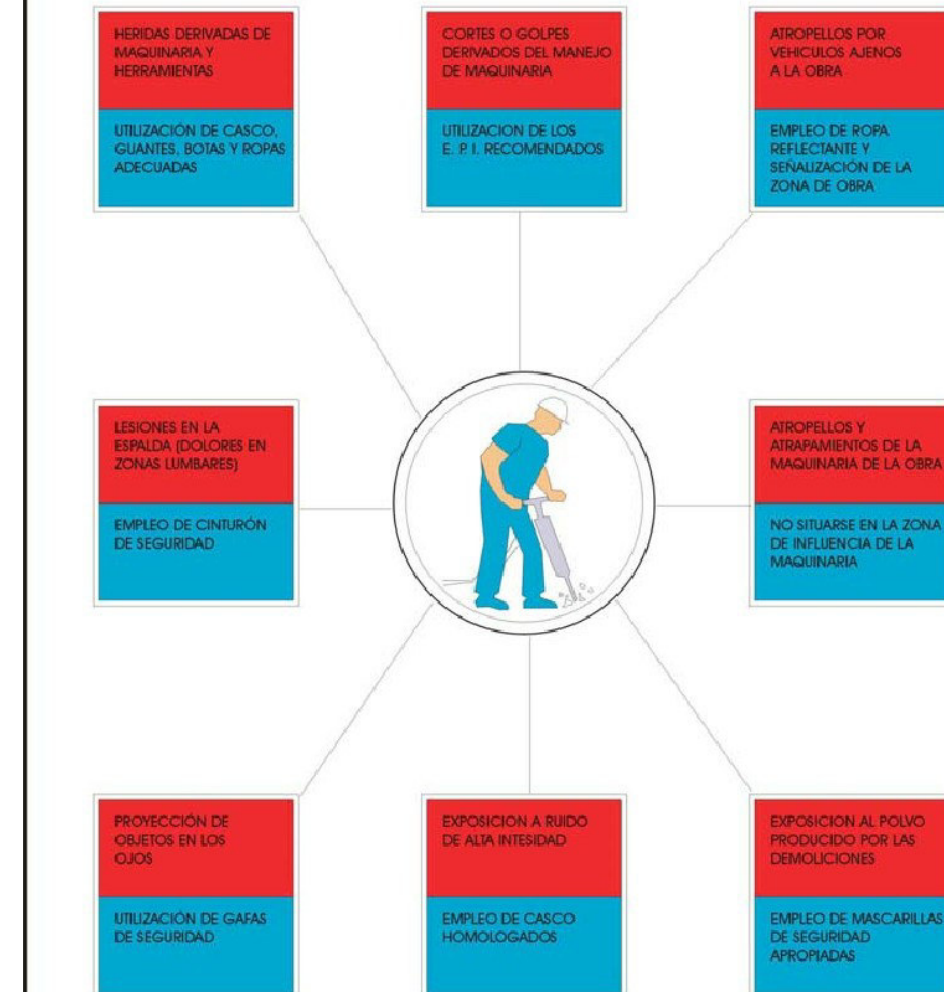 HERIDAS DERIVADAS DE
MAQUINARIA Y
HERRAMIENTAS
UTILIZACIÓN DE CASCO,
GUANTES, BOTAS Y ROPAS
ADECUADAS
CORTES O GOLPES
DERIVADOS DEL MANEJO
DE MAQUINARIA
UTILIZACION DE LOS
E. P. I. RECOMENDADOS
ATROPELLOS POR
VEHICULOS AJENOS
A LA OBRA
EMPLEO DE ROPA
REFLECTANTE Y
SEÑALIZACIÓN DE LA
ZONA DE OBRA
LESIONES EN LA
ESPALDA (DOLORES EN
ZONAS LUMBARES)
EMPLEO DE CINTURÓN
DE SEGURIDAD
ATROPELLOS Y
ATRAPAMIENTOS DE LA
MAQUINARIA DE LA OBRA
NO SITUARSE EN LA ZONA
DE INFLUENCIA DE LA
MAQUINARIA
PROYECCIÓN DE
OBJETOS EN LOS
OJOS
UTILIZACIÓN DE GAFAS
DE SEGURIDAD
EXPOSICION A RUIDO
DE ALTA INTESIDAD
EMPLEO DE CASCO
HOMOLOGADOS
EXPOSICION AL POLVO
PRODUCIDO POR LAS
DEMOLICIONES
EMPLEO DE MASCARILLAS
DE SEGURIDAD
APROPIADAS